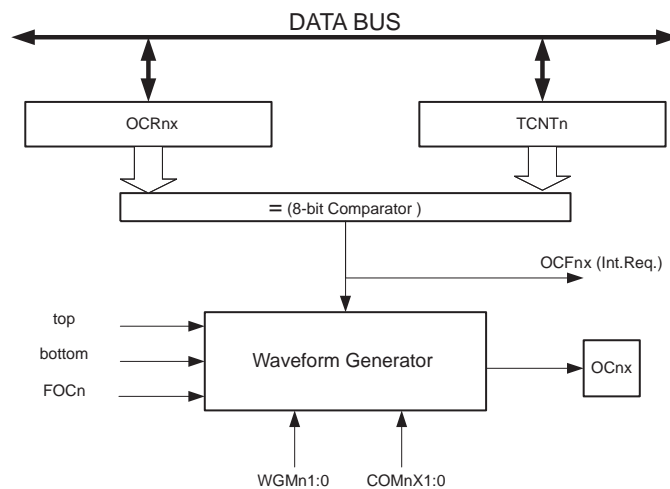 DATA BUS
OCRnx
TCNTn
= (8-bit Comparator )
OCFnx (Int.Req.)
top
bottom
FOCn
Waveform Generator
OCnx
WGMn1:0
COMnX1:0